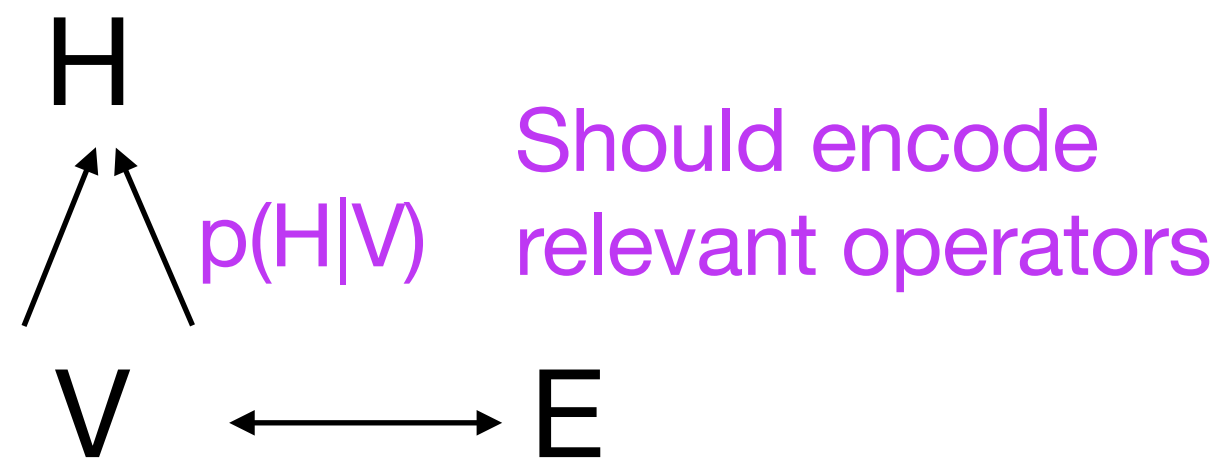 H
Should encode
p(H|V)
relevant operators
V
E